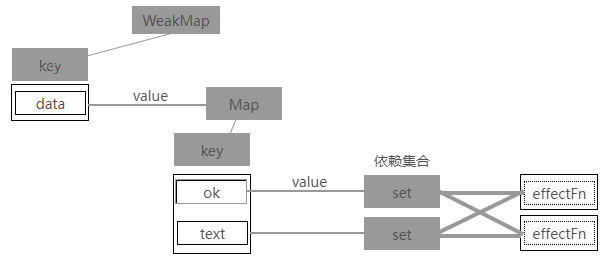 WeakMap
key
data
value
Map
key
依赖集合
ok
value
set
effectFn
text
set
effectFn